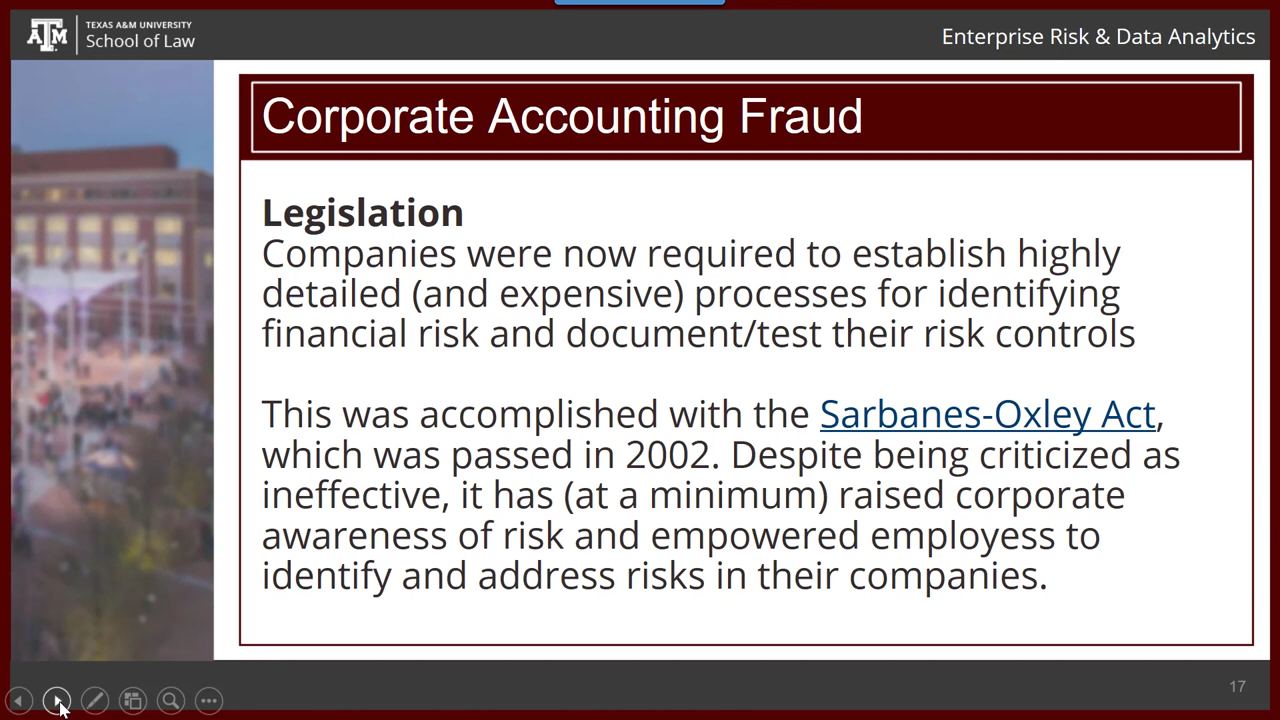 TEXAS A&M UNIVERSITY
School of Law
Enterprise Risk & Data Analytics
Corporate Accounting Fraud
Legislation
Companies were now required to establish highly
detailed (and expensive) processes for identifying
financial risk and document/test their risk controls
This was accomplished with the Sarbanes-Oxley Act,
which was passed in 2002. Despite being criticized as
ineffective, it has (at a minimum) raised corporate
awareness of risk and empowered employess to
identify and address risks in their companies.
17